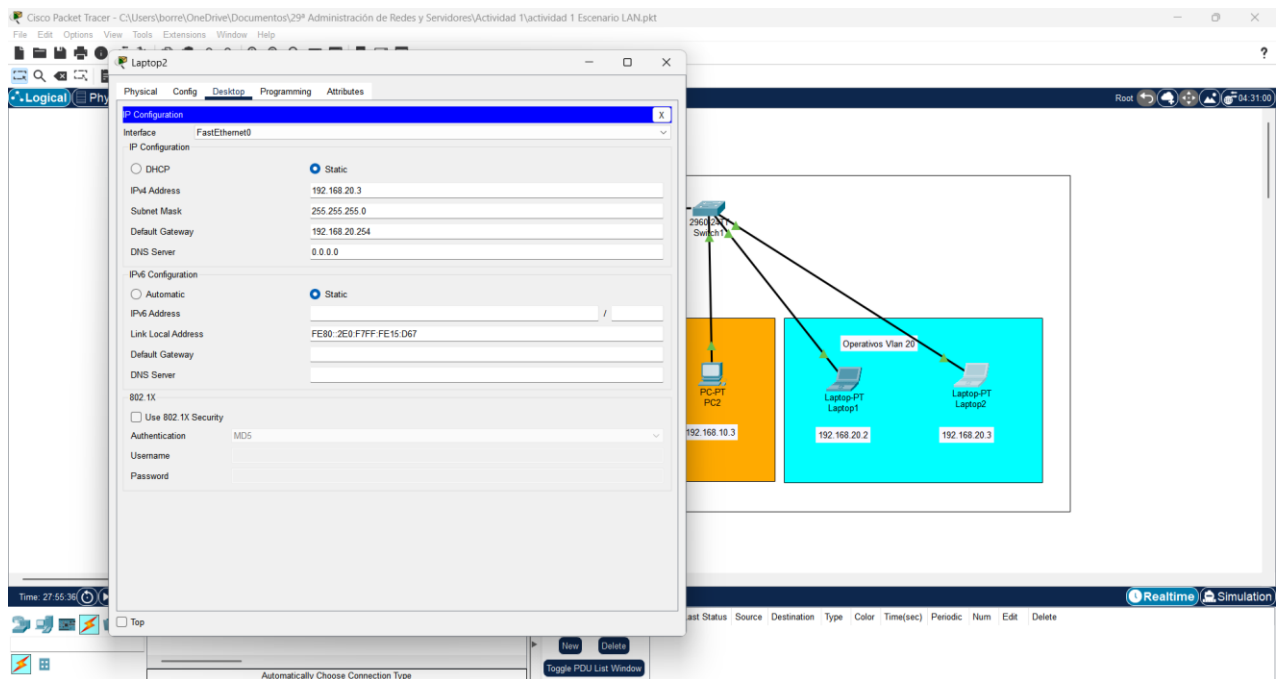 Cisco Packet Tracer - C:\Users\borre\OneDrive\Documentos\29ª Administración de Redes y Servidores\Actividad 1\actividad 1 Escenario LAN.pkt
File Edit Options View Tools Extensions Window Help
?
Laptop2
Physical Config Desktop Programming Attributes
Logical Phy
Root 04:31:00
IP Configuration X
Interface FastEthernet0
IP Configuration
DHCP Static
IPv4 Address 192.168.20.3
Subnet Mask 255.255.255.0
Default Gateway 192.168.20.254
DNS Server 0.0.0.0
IPv6 Configuration
Automatic Static
IPv6 Address /
Link Local Address FE80::2E0:F7FF:FE15:D67
Default Gateway
DNS Server
802.1X
Use 802.1X Security
Authentication MD5
Username
Password
Top
2960-24TT
Switch1
Operativos Vlan 20
PC-PT
PC2
192.168.10.3
Laptop-PT
Laptop1
192.168.20.2
Laptop-PT
Laptop2
192.168.20.3
Time: 27:55:36
Realtime Simulation
Last Status Source Destination Type Color Time(sec) Periodic Num Edit Delete
New Delete
Toggle PDU List Window
Automatically Choose Connection Type